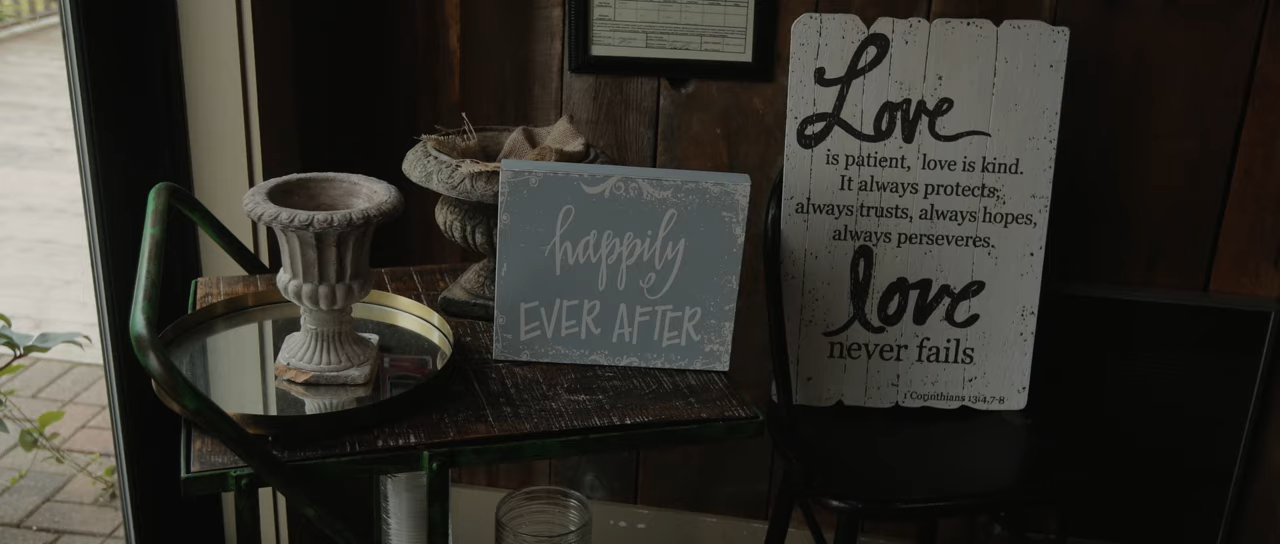 happily
EVER AFTER
Love
is patient, love is kind.
It always protects,
always trusts, always hopes,
always perseveres.
love
never fails
1 Corinthians 13:4,7-8